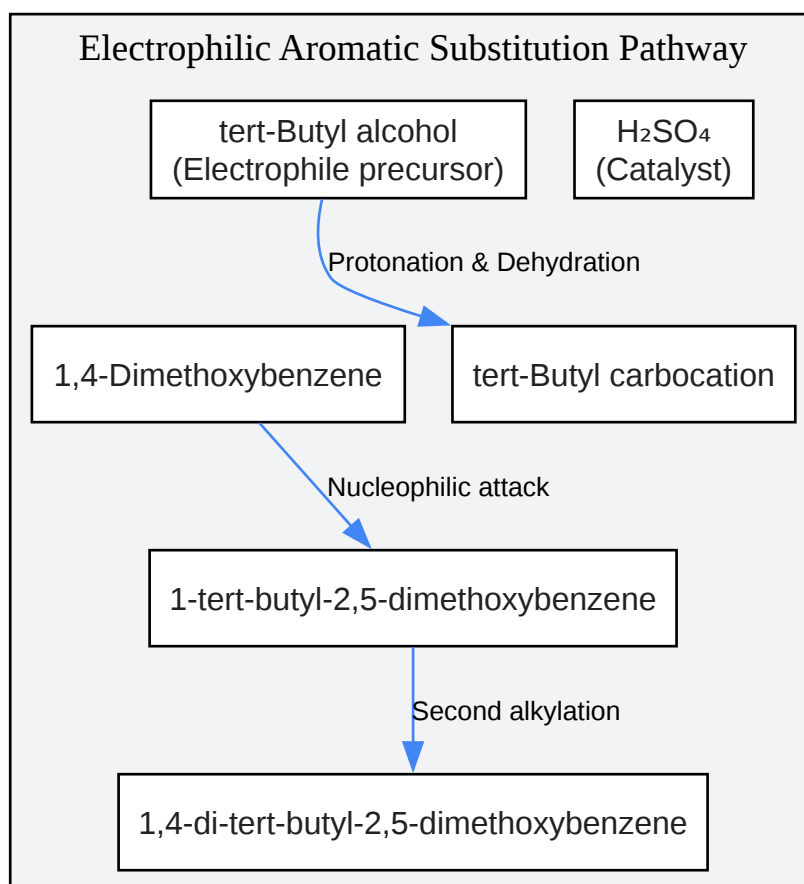 Electrophilic Aromatic Substitution Pathway
tert-Butyl alcohol
(Electrophile precursor)
H₂SO₄
(Catalyst)
Protonation & Dehydration
1,4-Dimethoxybenzene
tert-Butyl carbocation
Nucleophilic attack
1-tert-butyl-2,5-dimethoxybenzene
Second alkylation
1,4-di-tert-butyl-2,5-dimethoxybenzene